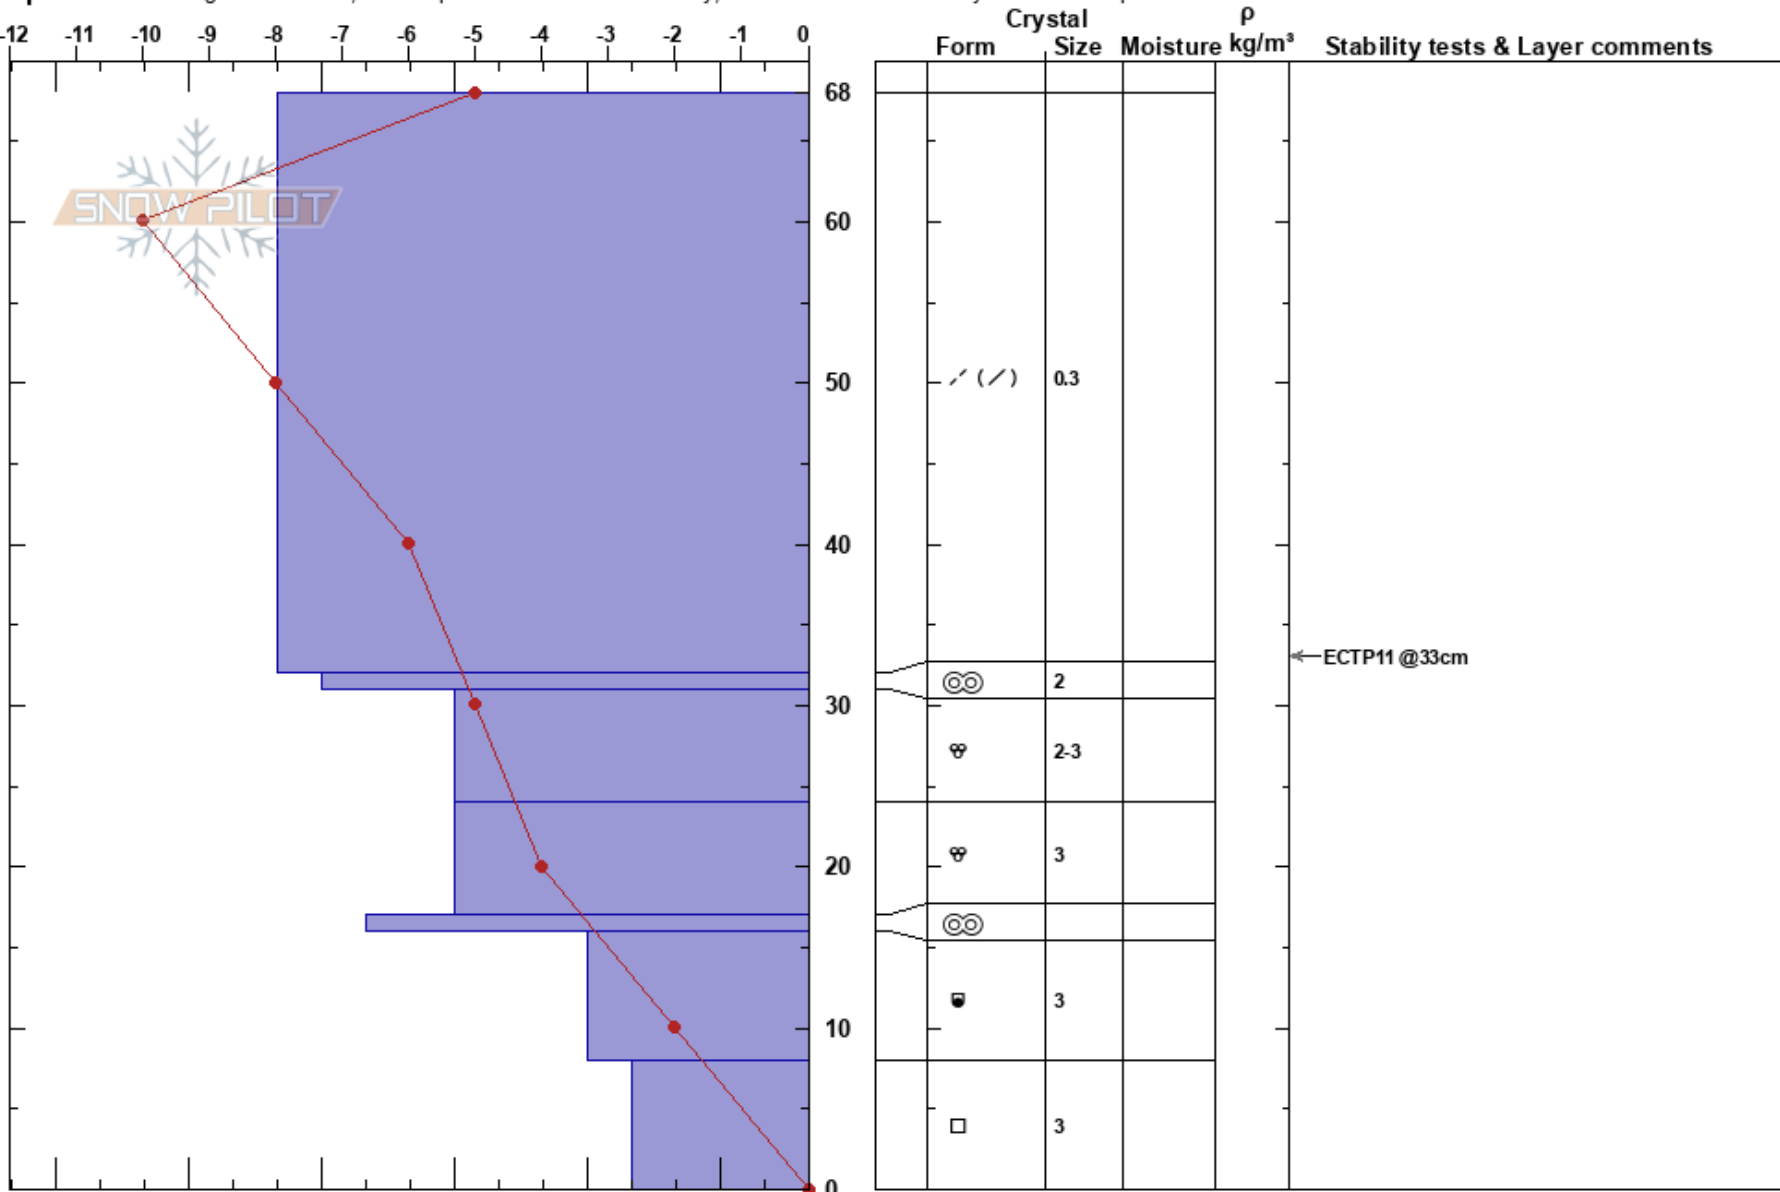 Crystal
ρ
-12 -11 -10 -9 -8 -7 -6 -5 -4 -3 -2 -1 0
Form Size Moisture kg/m³ Stability tests & Layer comments
68
SNOW PILOT
60
50
(/) 0.3
40
ECTP11 @33cm
2
30
2-3
20
3
10
3
3
0